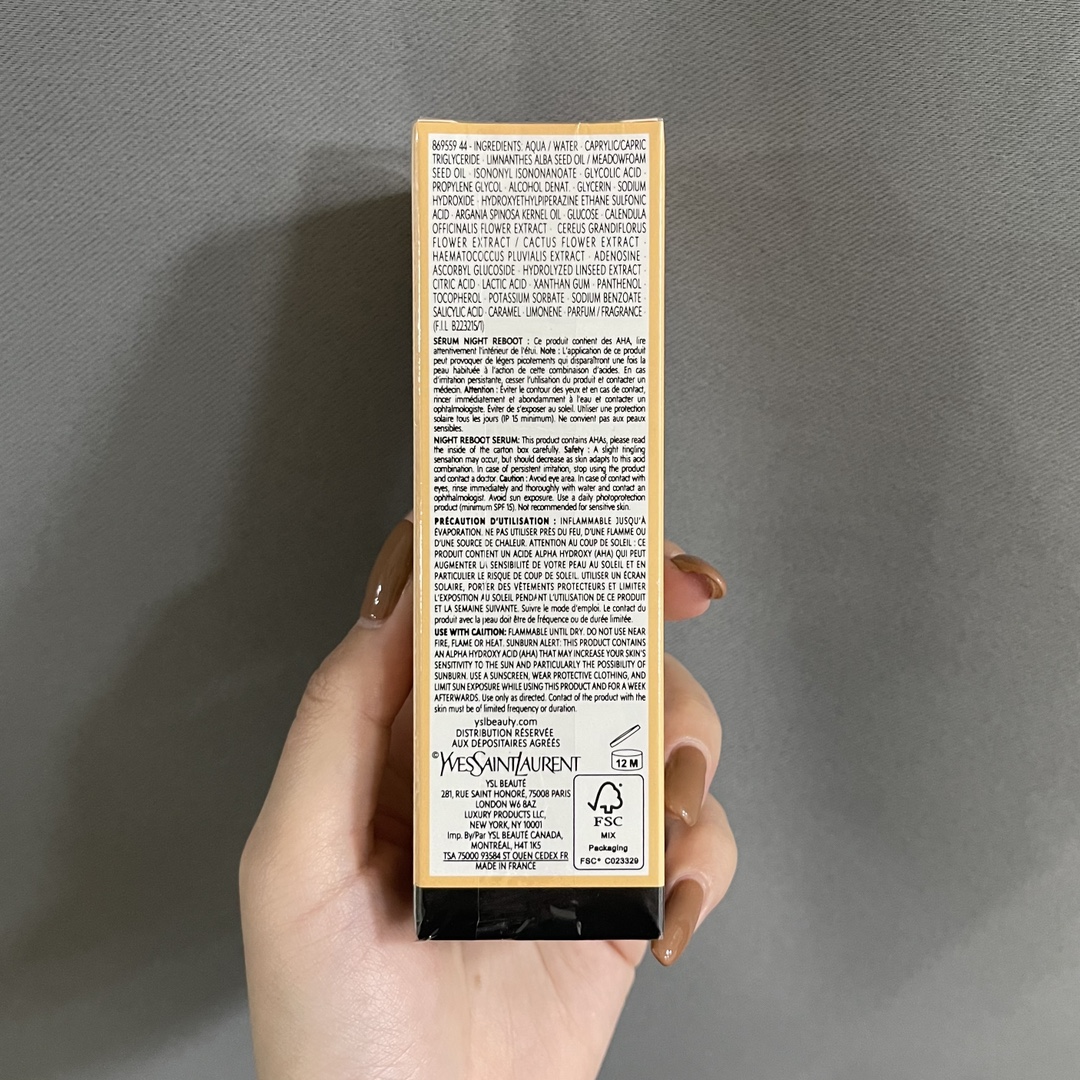 869559 44 - INGREDIENTS: AQUA / WATER · CAPRYLIC/CAPRIC
TRIGLYCERIDE · LIMNANTHES ALBA SEED OIL / MEADOWFOAM
SEED OIL · ISONONYL ISONONANOATE · GLYCOLIC ACID ·
PROPYLENE GLYCOL · ALCOHOL DENAT. · GLYCERIN · SODIUM
HYDROXIDE · HYDROXYETHYLPIPERAZINE ETHANE SULFONIC
ACID · ARGANIA SPINOSA KERNEL OIL · GLUCOSE · CALENDULA
OFFICINALIS FLOWER EXTRACT · CEREUS GRANDIFLORUS
FLOWER EXTRACT / CACTUS FLOWER EXTRACT ·
HAEMATOCOCCUS PLUVIALIS EXTRACT · ADENOSINE ·
ASCORBYL GLUCOSIDE · HYDROLYZED LINSEED EXTRACT ·
CITRIC ACID · LACTIC ACID · XANTHAN GUM · PANTHENOL ·
TOCOPHEROL · POTASSIUM SORBATE · SODIUM BENZOATE ·
SALICYLIC ACID · CARAMEL · LIMONENE · PARFUM / FRAGRANCE ·
(F.I.L. B223215/1)
SÉRUM NIGHT REBOOT : Ce produit contient des AHA, lire
attentivement l'intérieur de l'étui. Note : L'application de ce produit
peut provoquer de légers picotements qui disparaîtront une fois la
peau habituée à l'action de cette combinaison d'acides. En cas
d'irritation persistante, cesser l'utilisation du produit et contacter un
médecin. Attention : Éviter le contour des yeux et en cas de contact,
rincer immédiatement et abondamment à l'eau et contacter un
ophtalmologiste. Éviter de s'exposer au soleil. Utiliser une protection
solaire tous les jours (IP 15 minimum). Ne convient pas aux peaux
sensibles.
NIGHT REBOOT SERUM: This product contains AHAs, please read
the inside of the carton box carefully. Safety : A slight tingling
sensation may occur, but should decrease as skin adapts to this acid
combination. In case of persistent irritation, stop using the product
and contact a doctor. Caution : Avoid eye area. In case of contact with
eyes, rinse immediately and thoroughly with water and contact an
ophthalmologist. Avoid sun exposure. Use a daily photoprotection
product (minimum SPF 15). Not recommended for sensitive skin.
PRÉCAUTION D'UTILISATION : INFLAMMABLE JUSQU'À
ÉVAPORATION. NE PAS UTILISER PRÈS DU FEU, D'UNE FLAMME OU
D'UNE SOURCE DE CHALEUR. ATTENTION AU COUP DE SOLEIL : CE
PRODUIT CONTIENT UN ACIDE ALPHA HYDROXY (AHA) QUI PEUT
AUGMENTER LA SENSIBILITÉ DE VOTRE PEAU AU SOLEIL ET EN
PARTICULIER LE RISQUE DE COUP DE SOLEIL. UTILISER UN ÉCRAN
SOLAIRE, PORTER DES VÊTEMENTS PROTECTEURS ET LIMITER
L'EXPOSITION AU SOLEIL PENDANT L'UTILISATION DE CE PRODUIT
ET LA SEMAINE SUIVANTE. Suivre le mode d'emploi. Le contact du
produit avec la peau doit être de fréquence ou de durée limitée.
USE WITH CAUTION: FLAMMABLE UNTIL DRY. DO NOT USE NEAR
FIRE, FLAME OR HEAT. SUNBURN ALERT: THIS PRODUCT CONTAINS
AN ALPHA HYDROXY ACID (AHA) THAT MAY INCREASE YOUR SKIN'S
SENSITIVITY TO THE SUN AND PARTICULARLY THE POSSIBILITY OF
SUNBURN. USE A SUNSCREEN, WEAR PROTECTIVE CLOTHING, AND
LIMIT SUN EXPOSURE WHILE USING THIS PRODUCT AND FOR A WEEK
AFTERWARDS. Use only as directed. Contact of the product with the
skin must be of limited frequency or duration.
yslbeauty.com
DISTRIBUTION RÉSERVÉE
AUX DÉPOSITAIRES AGRÉÉS
© YVESSAINTLAURENT
12 M
YSL BEAUTÉ
281, RUE SAINT HONORÉ, 75008 PARIS
LONDON W6 8AZ
LUXURY PRODUCTS LLC,
NEW YORK, NY 10001
Imp. By/Par YSL BEAUTÉ CANADA,
MONTRÉAL, H4T 1K5
TSA 75000 93584 ST OUEN CEDEX FR
MADE IN FRANCE
FSC
MIX
Packaging
FSC® C023329